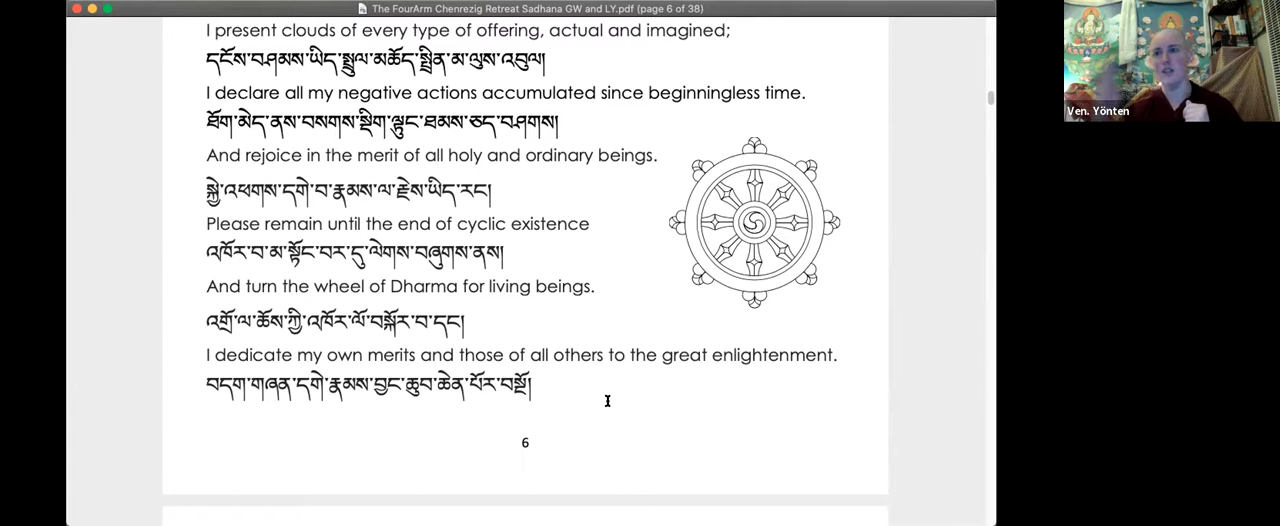 The FourArm Chenrezig Retreat Sadhana GW and LY.pdf (page 6 of 38)
I present clouds of every type of offering, actual and imagined;
དངོས་བཤམས་ཡིད་སྤྲུལ་མཆོད་སྤྲིན་མ་ལུས་འབུལ།
I declare all my negative actions accumulated since beginningless time.
ཐོག་མེད་ནས་བསགས་སྡིག་ལྟུང་ཐམས་ཅད་བཤགས།
And rejoice in the merit of all holy and ordinary beings.
སྐྱེ་འཕགས་དགེ་བ་རྣམས་ལ་རྗེས་ཡིད་རང་།
Please remain until the end of cyclic existence
འཁོར་བ་མ་སྟོང་བར་དུ་ལེགས་བཞུགས་ནས།
And turn the wheel of Dharma for living beings.
འགྲོ་ལ་ཆོས་ཀྱི་འཁོར་ལོ་བསྐོར་བ་དང་།
I dedicate my own merits and those of all others to the great enlightenment.
བདག་གཞན་དགེ་རྣམས་བྱང་ཆུབ་ཆེན་པོར་བསྔོ།
6
Ven. Yönten